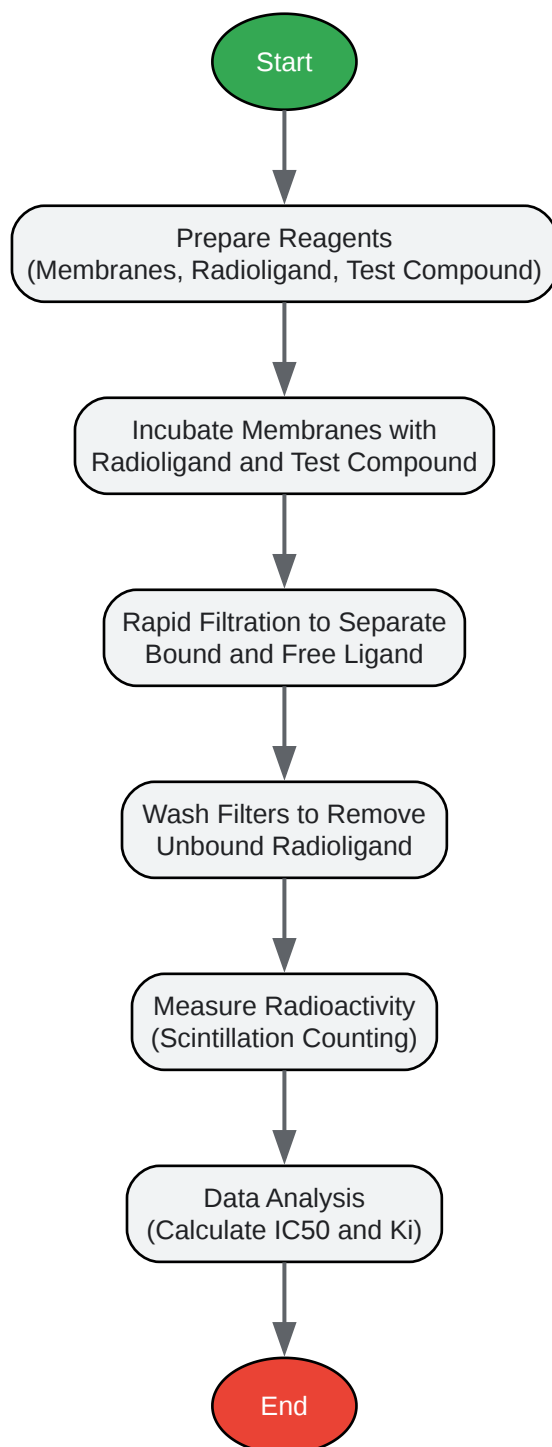 Start
Prepare Reagents
(Membranes, Radioligand, Test Compound)
Incubate Membranes with
Radioligand and Test Compound
Rapid Filtration to Separate
Bound and Free Ligand
Wash Filters to Remove
Unbound Radioligand
Measure Radioactivity
(Scintillation Counting)
Data Analysis
(Calculate IC50 and Ki)
End